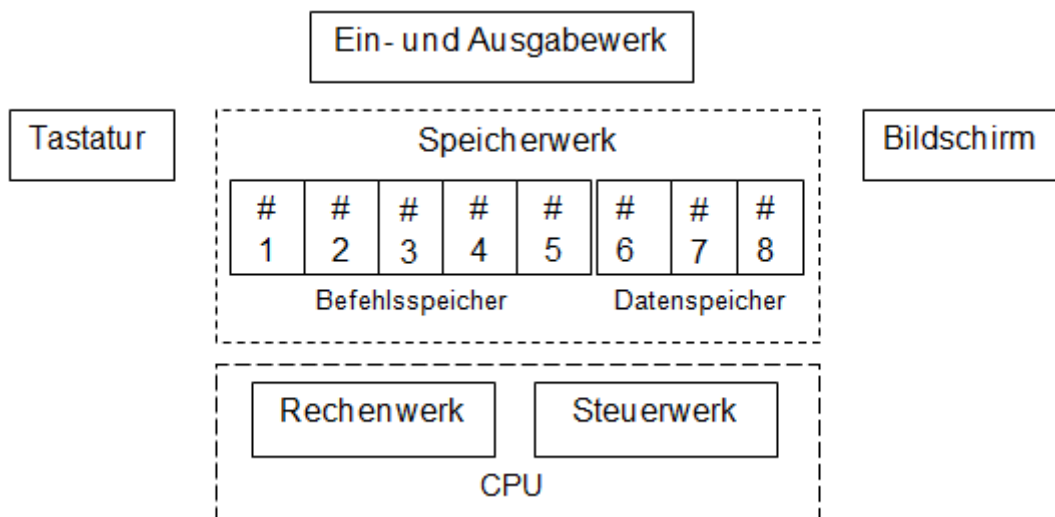 Ein- und Ausgabewerk
Tastatur
Speicherwerk
Bildschirm
# # # # # # # #
1 2 3 4 5 6 7 8
Befehlsspeicher Datenspeicher
Rechenwerk Steuerwerk
CPU